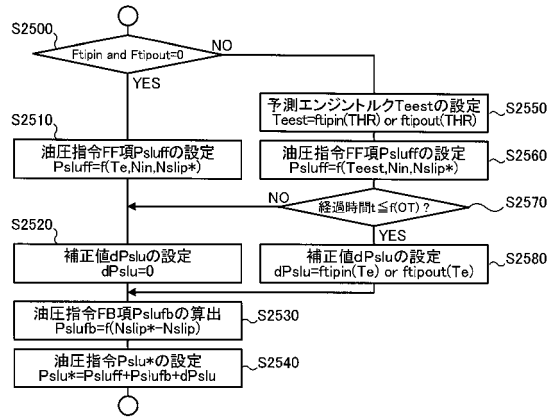 S2500
Ftipin and Ftipout=0
NO
YES
S2550
予測エンジントルクTeestの設定
Teest=ftipin(THR) or ftipout(THR)
S2510
油圧指令FF項Psluffの設定
Psluff=f(Te,Nin,Nslip*)
S2560
油圧指令FF項Psluffの設定
Psluff=f(Teest,Nin,Nslip*)
NO
S2570
経過時間t≦f(OT) ?
YES
S2520
補正値dPsluの設定
dPslu=0
S2580
補正値dPsluの設定
dPslu=ftipin(Te) or ftipout(Te)
S2530
油圧指令FB項Pslufbの算出
Pslufb=f(Nslip*-Nslip)
S2540
油圧指令Pslu*の設定
Pslu*=Psluff+Pslufb+dPslu